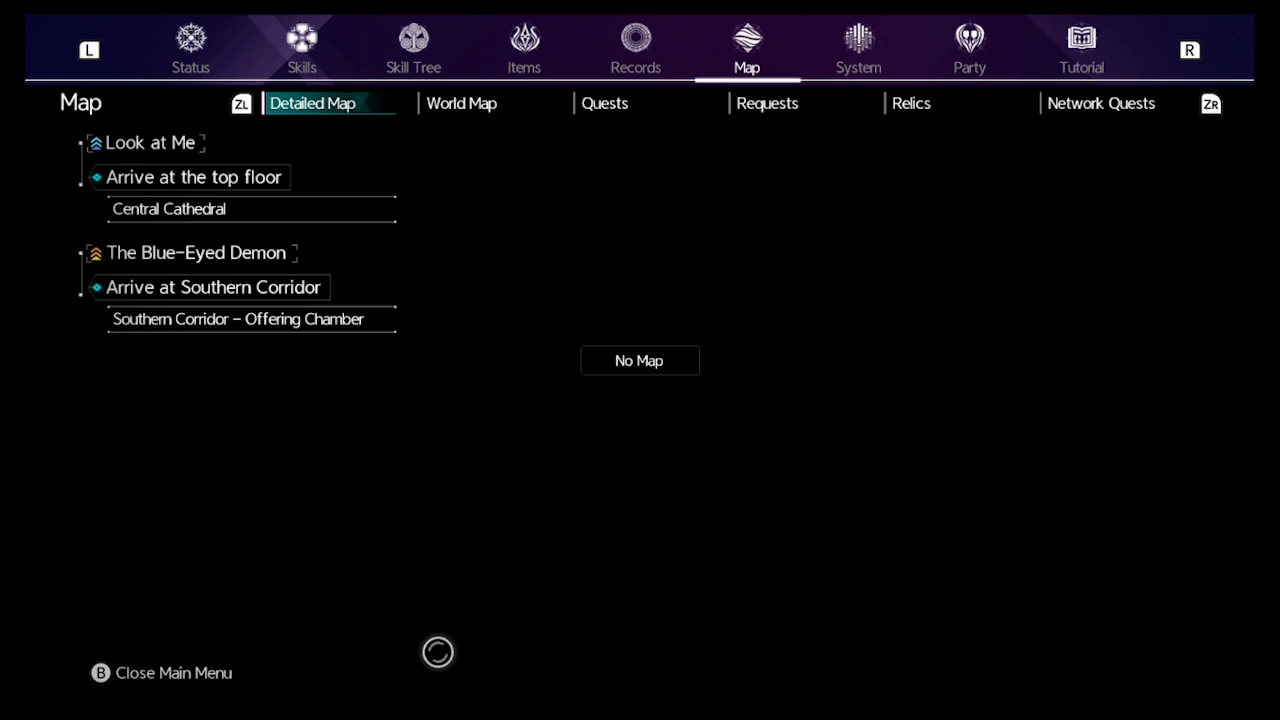 L
Status
Skills
Skill Tree
Items
Records
Map
System
Party
Tutorial
R
Map
ZL
Detailed Map
World Map
Quests
Requests
Relics
Network Quests
ZR
Look at Me
Arrive at the top floor
Central Cathedral
The Blue-Eyed Demon
Arrive at Southern Corridor
Southern Corridor - Offering Chamber
No Map
B Close Main Menu